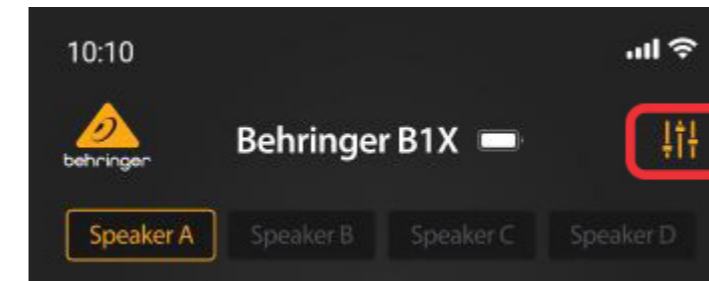 10:10
behringer
Behringer B1X
Speaker A Speaker B Speaker C Speaker D